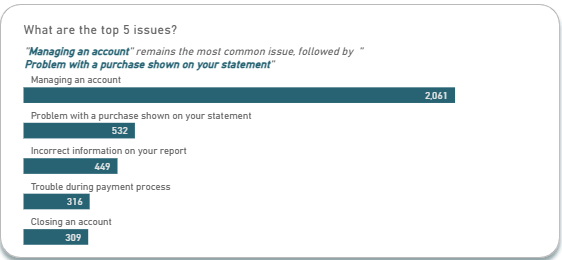 What are the top 5 issues?
"Managing an account" remains the most common issue, followed by "
Problem with a purchase shown on your statement"
Managing an account
2,061
Problem with a purchase shown on your statement
532
Incorrect information on your report
449
Trouble during payment process
316
Closing an account
309